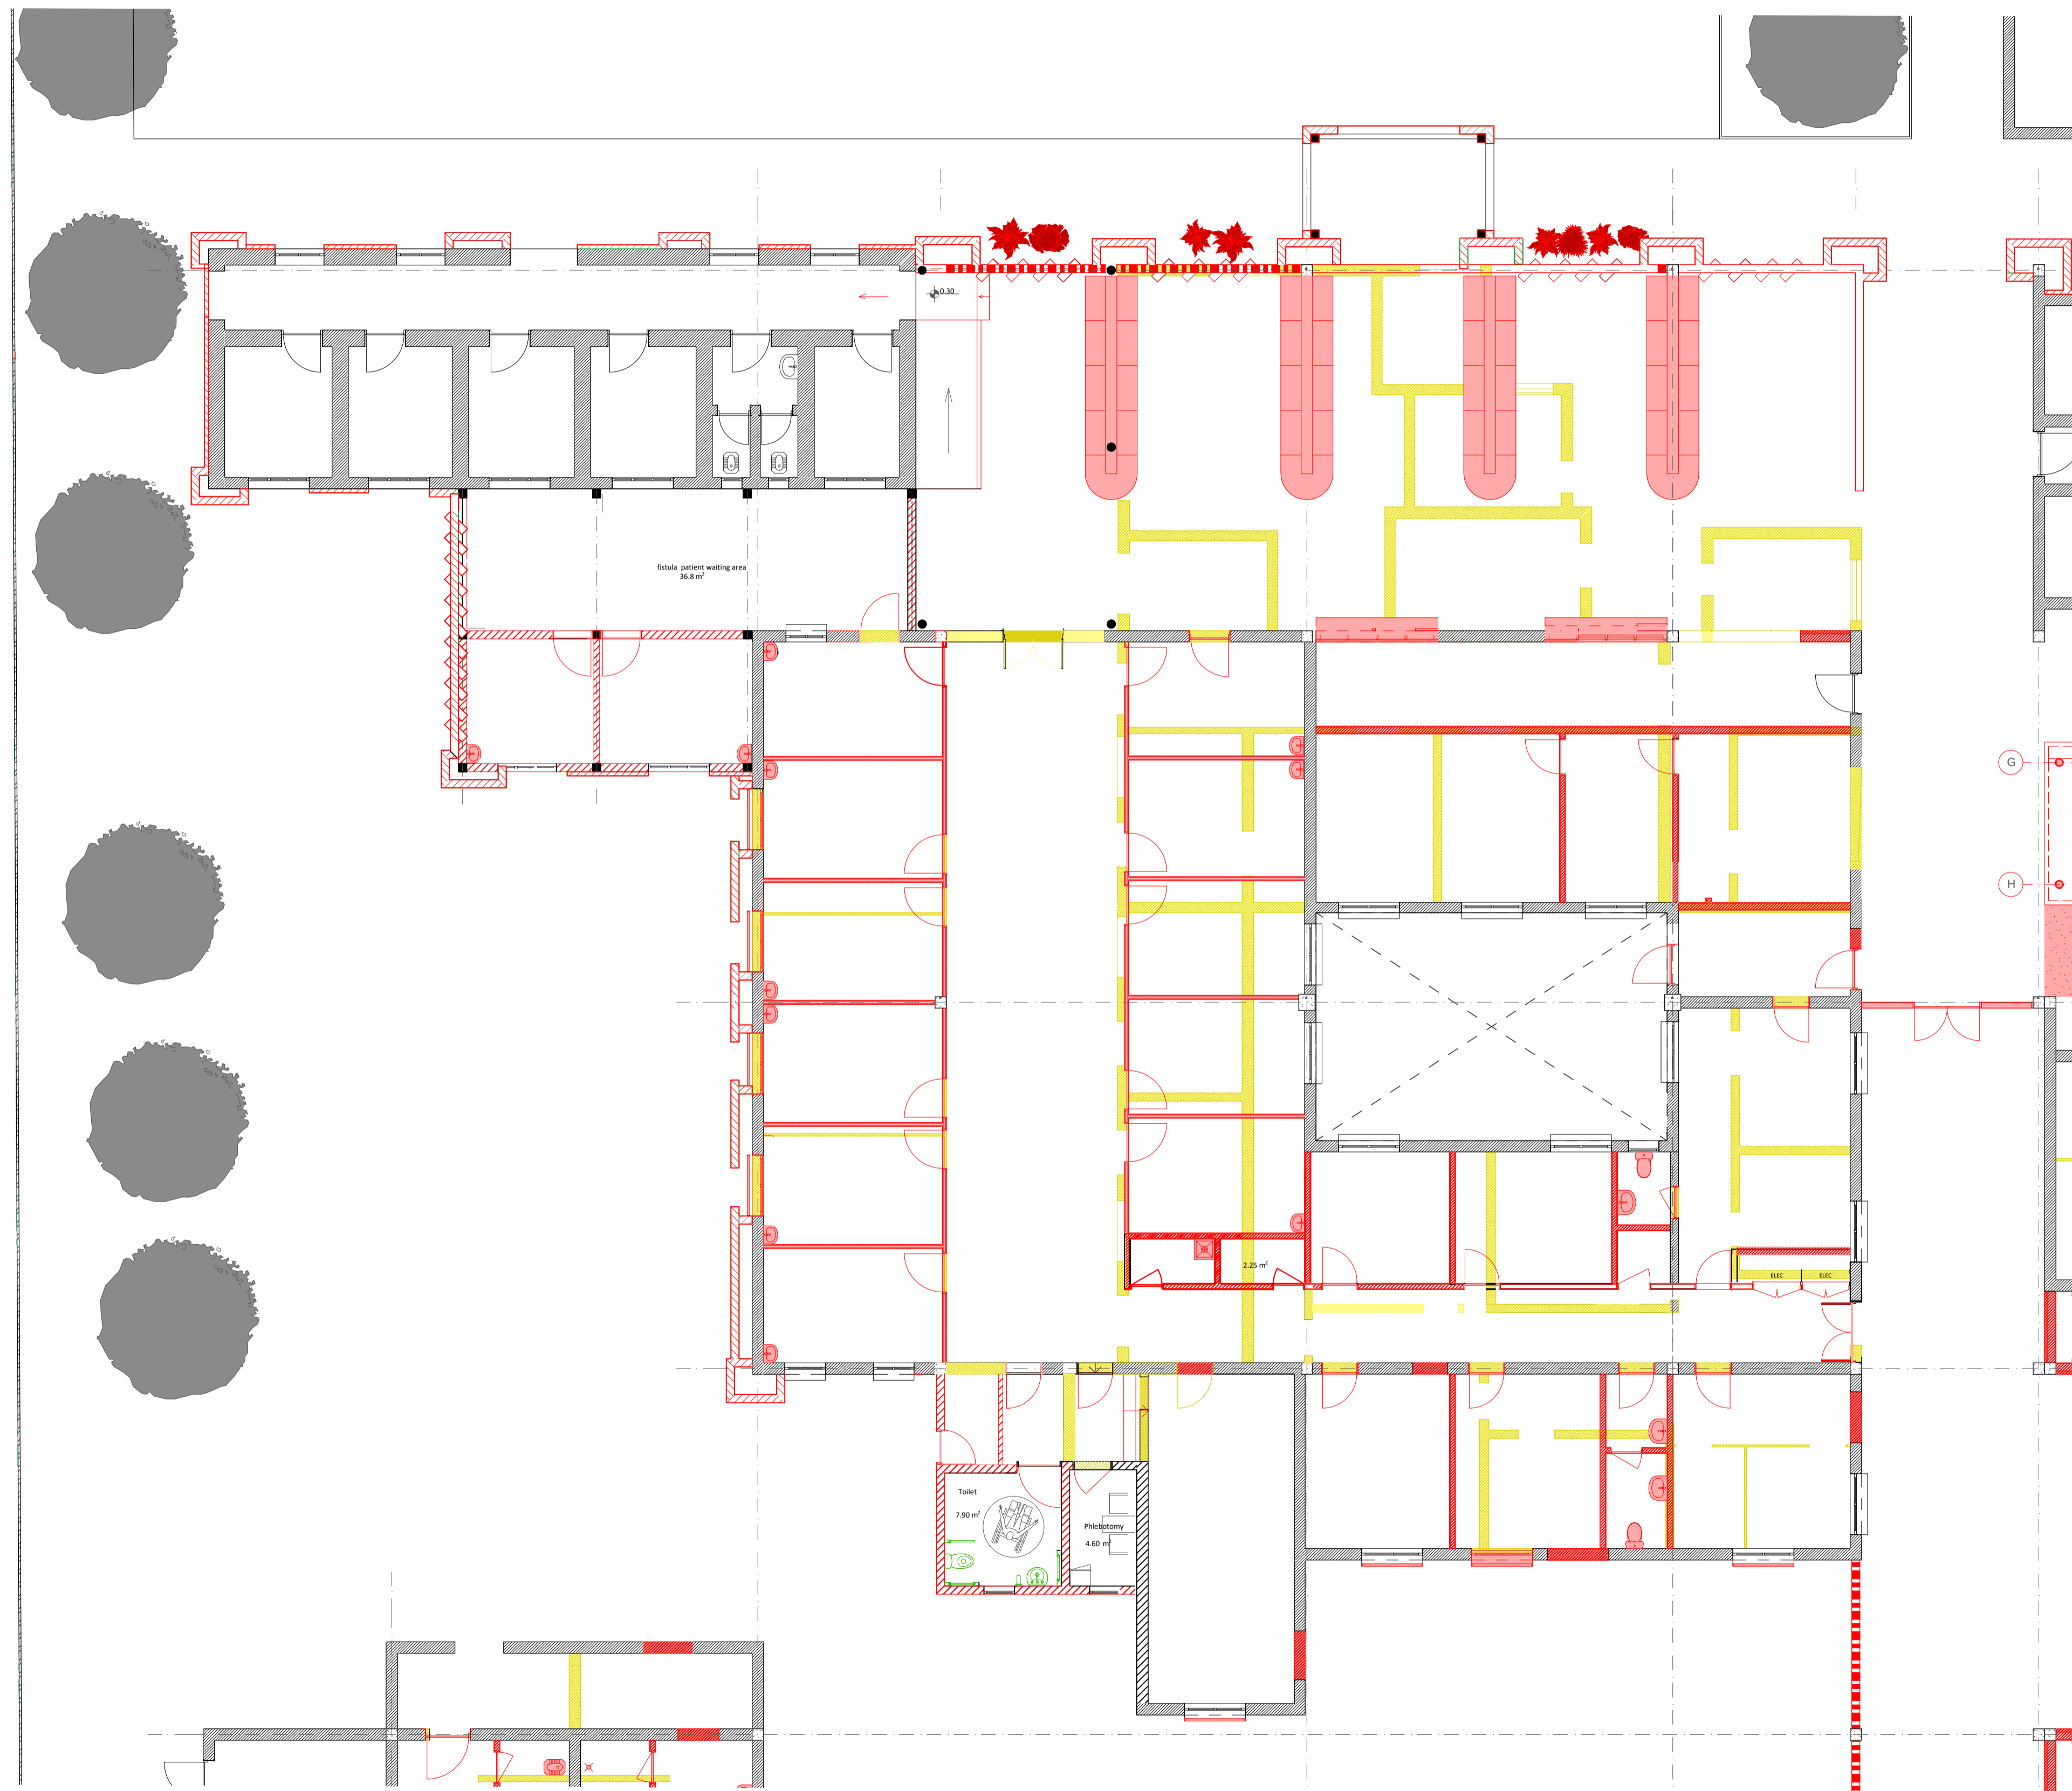 0.30
fistula patient waiting area
36.8 m²
G
H
2.25 m²
ELEC ELEC
Toilet
7.90 m²
Phlebotomy
4.60 m²